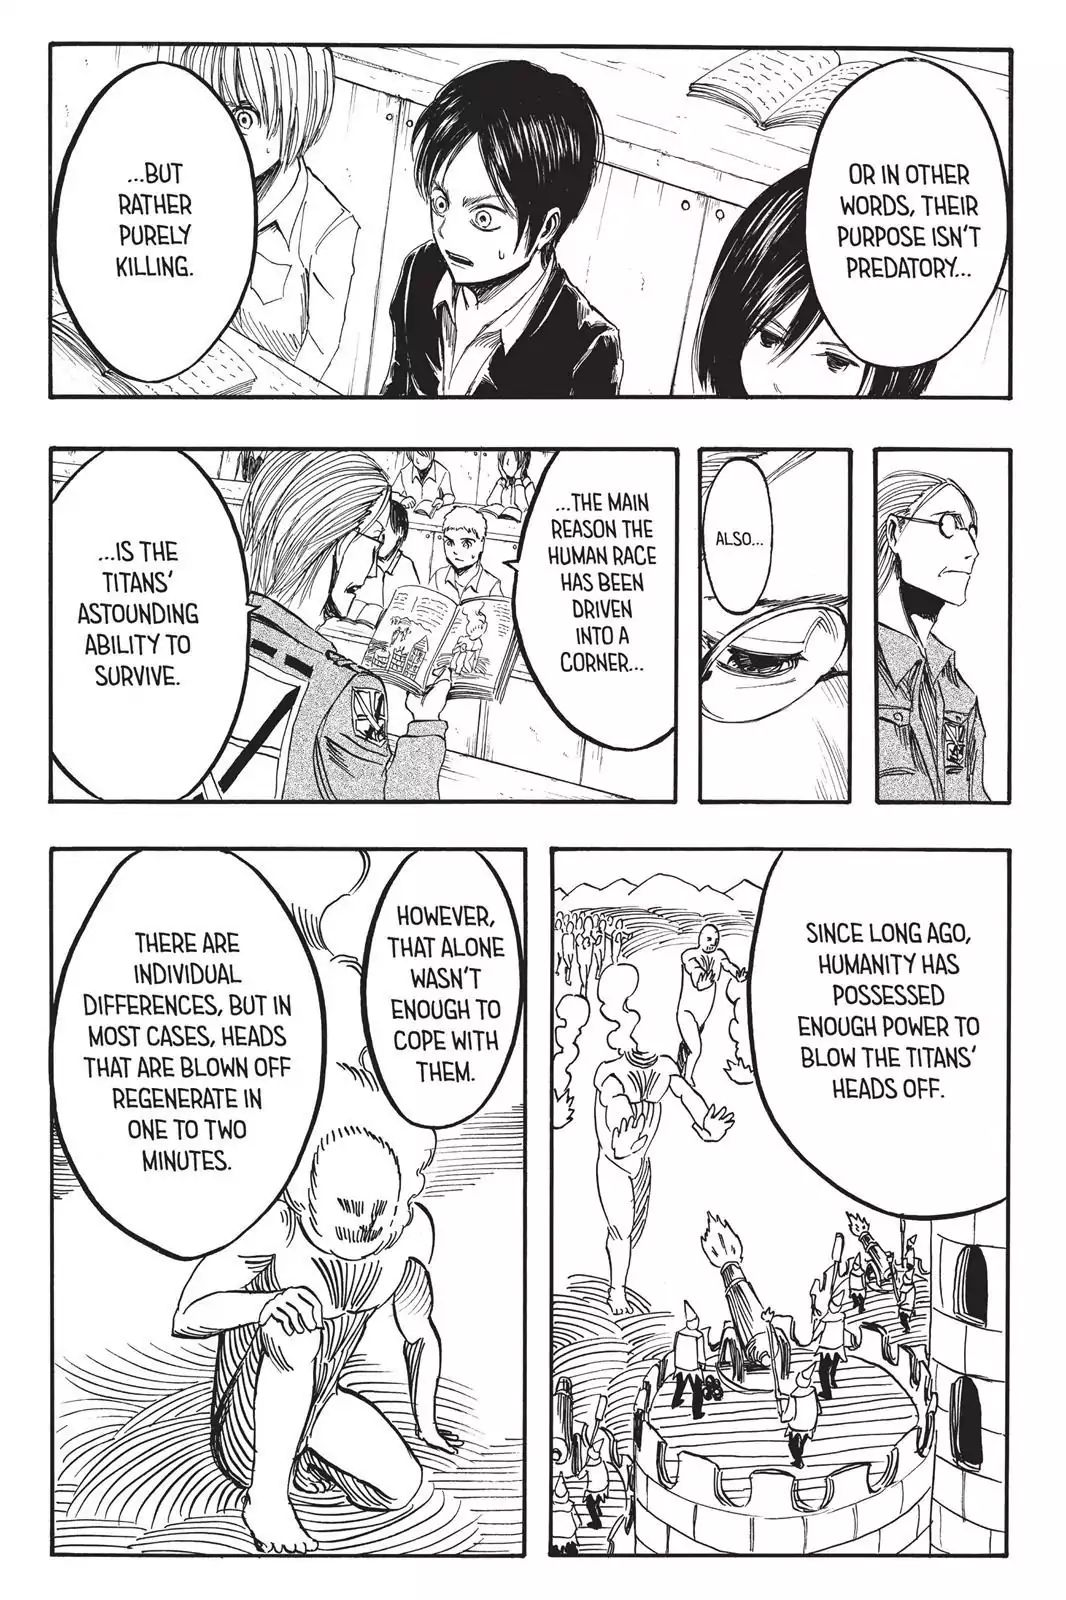 OR IN OTHER
WORDS, THEIR
PURPOSE ISN'T
PREDATORY...
...BUT
RATHER
PURELY
KILLING.
ALSO...
...THE MAIN
REASON THE
HUMAN RACE
HAS BEEN
DRIVEN
INTO A
CORNER...
...IS THE
TITANS'
ASTOUNDING
ABILITY TO
SURVIVE.
SINCE LONG AGO,
HUMANITY HAS
POSSESSED
ENOUGH POWER TO
BLOW THE TITANS'
HEADS OFF.
HOWEVER,
THAT ALONE
WASN'T
ENOUGH TO
COPE WITH
THEM.
THERE ARE
INDIVIDUAL
DIFFERENCES, BUT IN
MOST CASES, HEADS
THAT ARE BLOWN OFF
REGENERATE IN
ONE TO TWO
MINUTES.